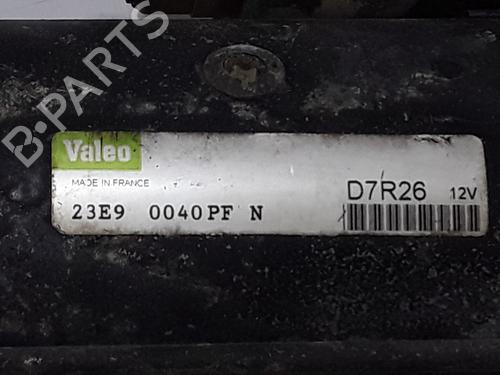 B-PARTS
Valeo
MADE IN FRANCE
D7R26 12V
23E9 0040PF N